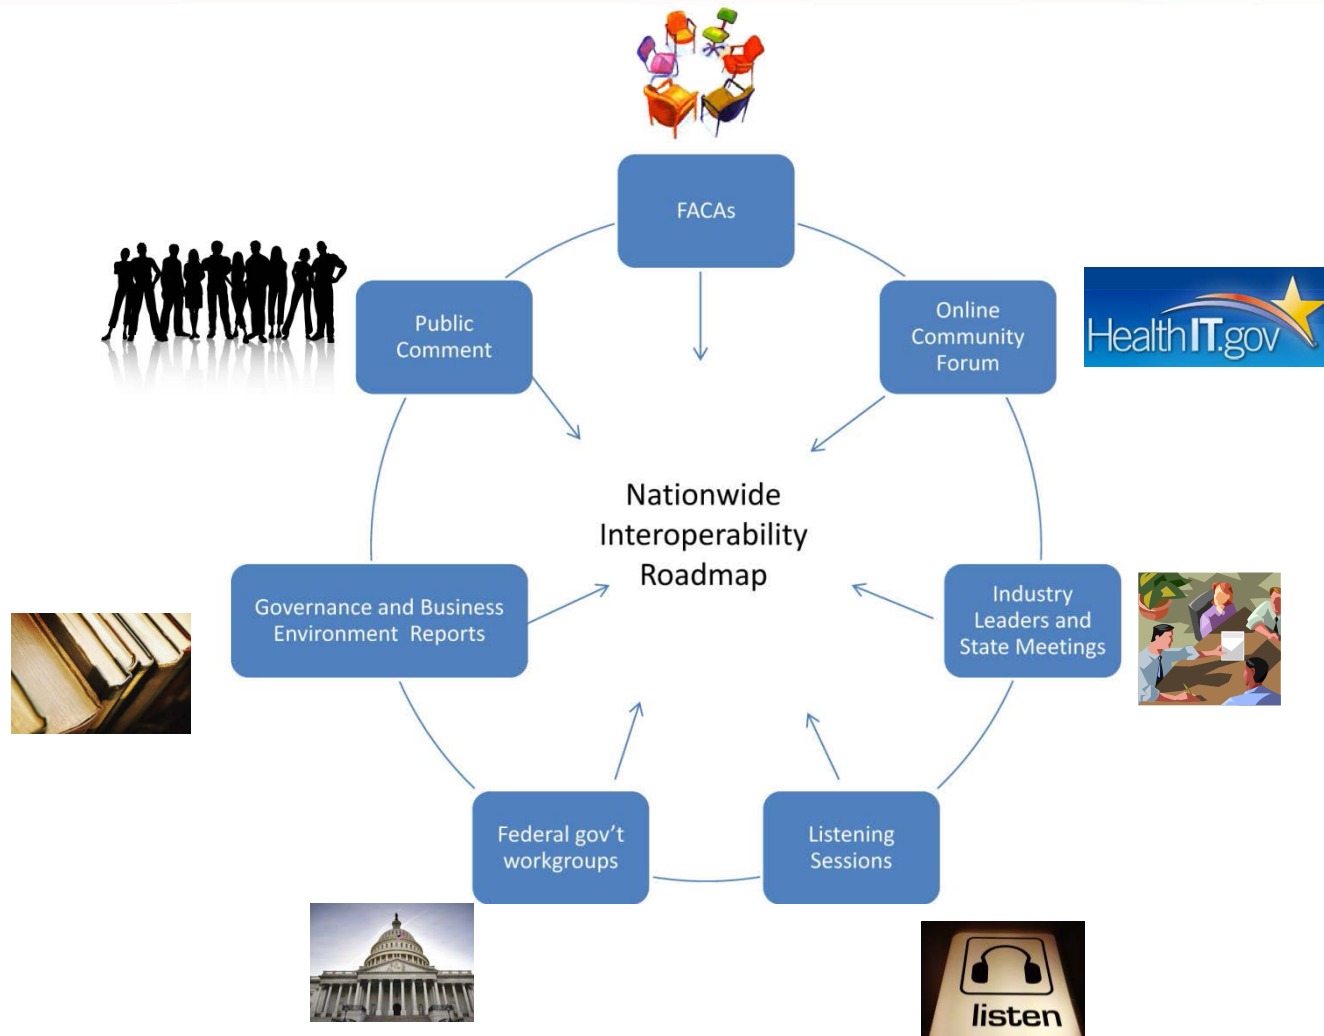 FACAs
Online
Community
Forum
HealthIT.gov
Public
Comment
Nationwide
Interoperability
Roadmap
Governance and Business
Environment Reports
Industry
Leaders and
State Meetings
Federal gov’t
workgroups
Listening
Sessions
listen